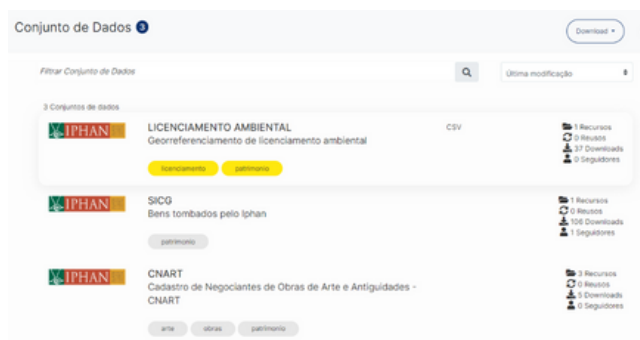 Conjunto de Dados 3
Download
Filtrar Conjunto de Dados
Última modificação
3 Conjuntos de dados
IPHAN
LICENCIAMENTO AMBIENTAL
Georreferenciamento de licenciamento ambiental
licenciamento patrimonio
CSV
1 Recursos
0 Reusos
37 Downloads
0 Seguidores
IPHAN
SICG
Bens tombados pelo Iphan
patrimonio
1 Recursos
0 Reusos
106 Downloads
1 Seguidores
IPHAN
CNART
Cadastro de Negociantes de Obras de Arte e Antiguidades -
CNART
arte obras patrimonio
3 Recursos
0 Reusos
5 Downloads
0 Seguidores